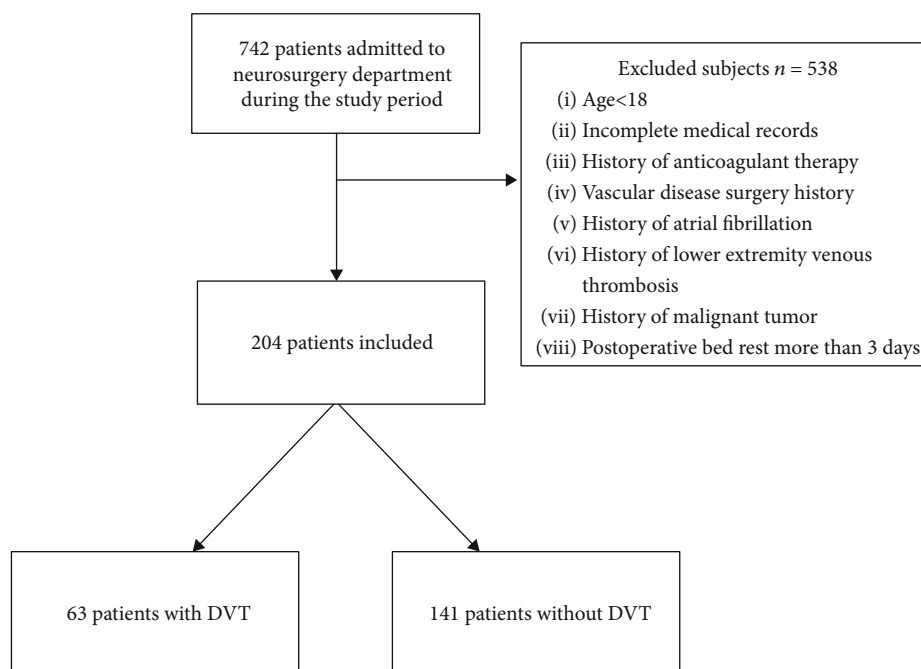 742 patients admitted to
neurosurgery department
during the study period
Excluded subjects n = 538
(i) Age<18
(ii) Incomplete medical records
(iii) History of anticoagulant therapy
(iv) Vascular disease surgery history
(v) History of atrial fibrillation
(vi) History of lower extremity venous
thrombosis
(vii) History of malignant tumor
(viii) Postoperative bed rest more than 3 days
204 patients included
63 patients with DVT
141 patients without DVT